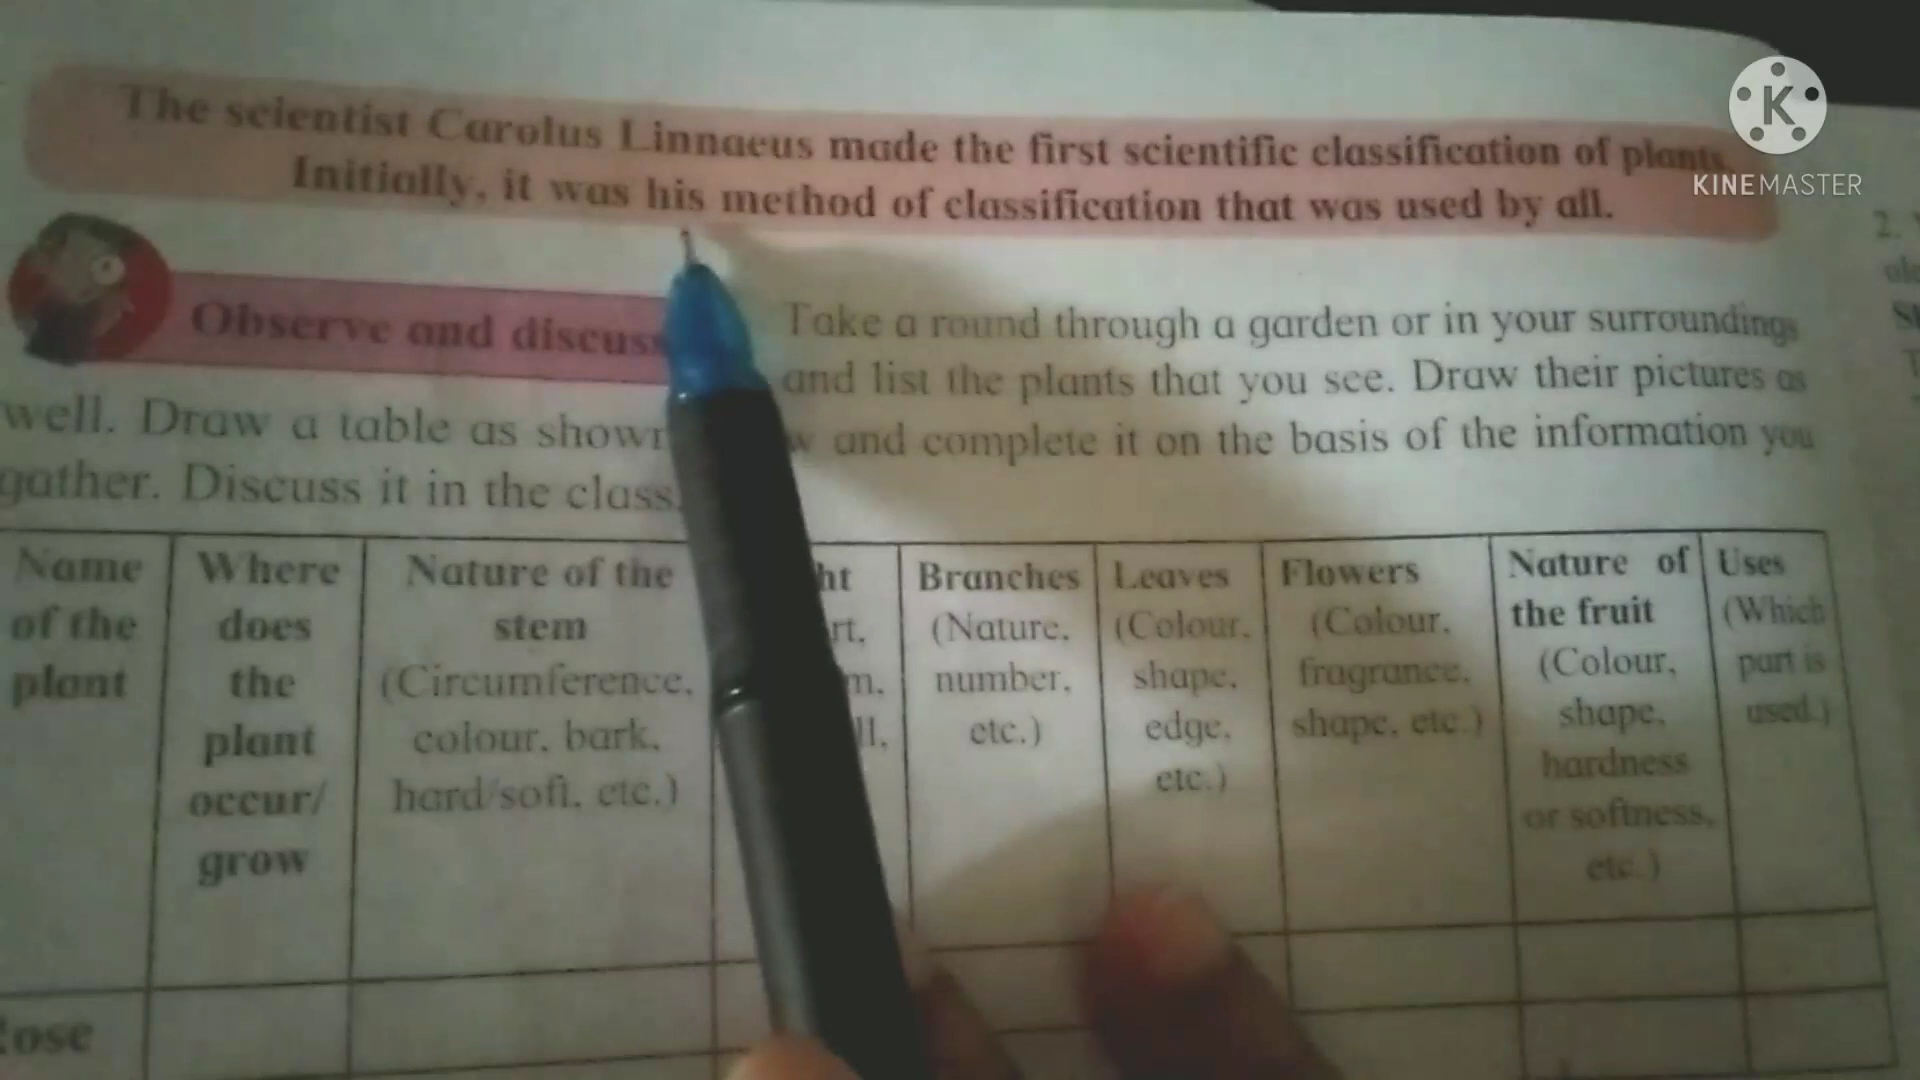 The scientist Carolus Linnaeus made the first scientific classification of plants.
Initially, it was his method of classification that was used by all.
K
KINEMASTER
2.
Observe and discuss
Take a round through a garden or in your surroundings
and list the plants that you see. Draw their pictures as
well. Draw a table as shown and complete it on the basis of the information you
gather. Discuss it in the class.
Name
of the
plant
Where
does
the
plant
occur/
grow
Nature of the
stem
(Circumference,
colour, bark,
hard/soft, etc.)
Branches
(Nature,
number,
etc.)
Leaves
(Colour,
shape,
edge,
etc.)
Flowers
(Colour,
fragrance,
shape, etc.)
Nature of
the fruit
(Colour,
shape,
hardness
or softness,
etc.)
Uses
(Which
part is
used.)
Rose